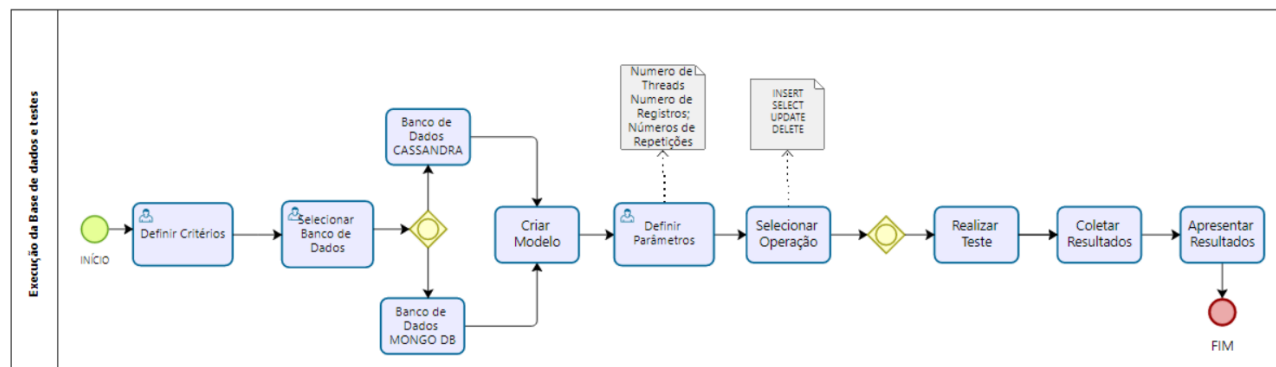 Execução da Base de dados e testes
INÍCIO
Definir Critérios
Selecionar
Banco de
Dados
Banco de
Dados
CASSANDRA
Banco de
Dados
MONGO DB
Criar
Modelo
Numero de
Threads
Numero de
Registros;
Números de
Repetições
Definir
Parâmetros
INSERT
SELECT
UPDATE
DELETE
Selecionar
Operação
Realizar
Teste
Coletar
Resultados
Apresentar
Resultados
FIM